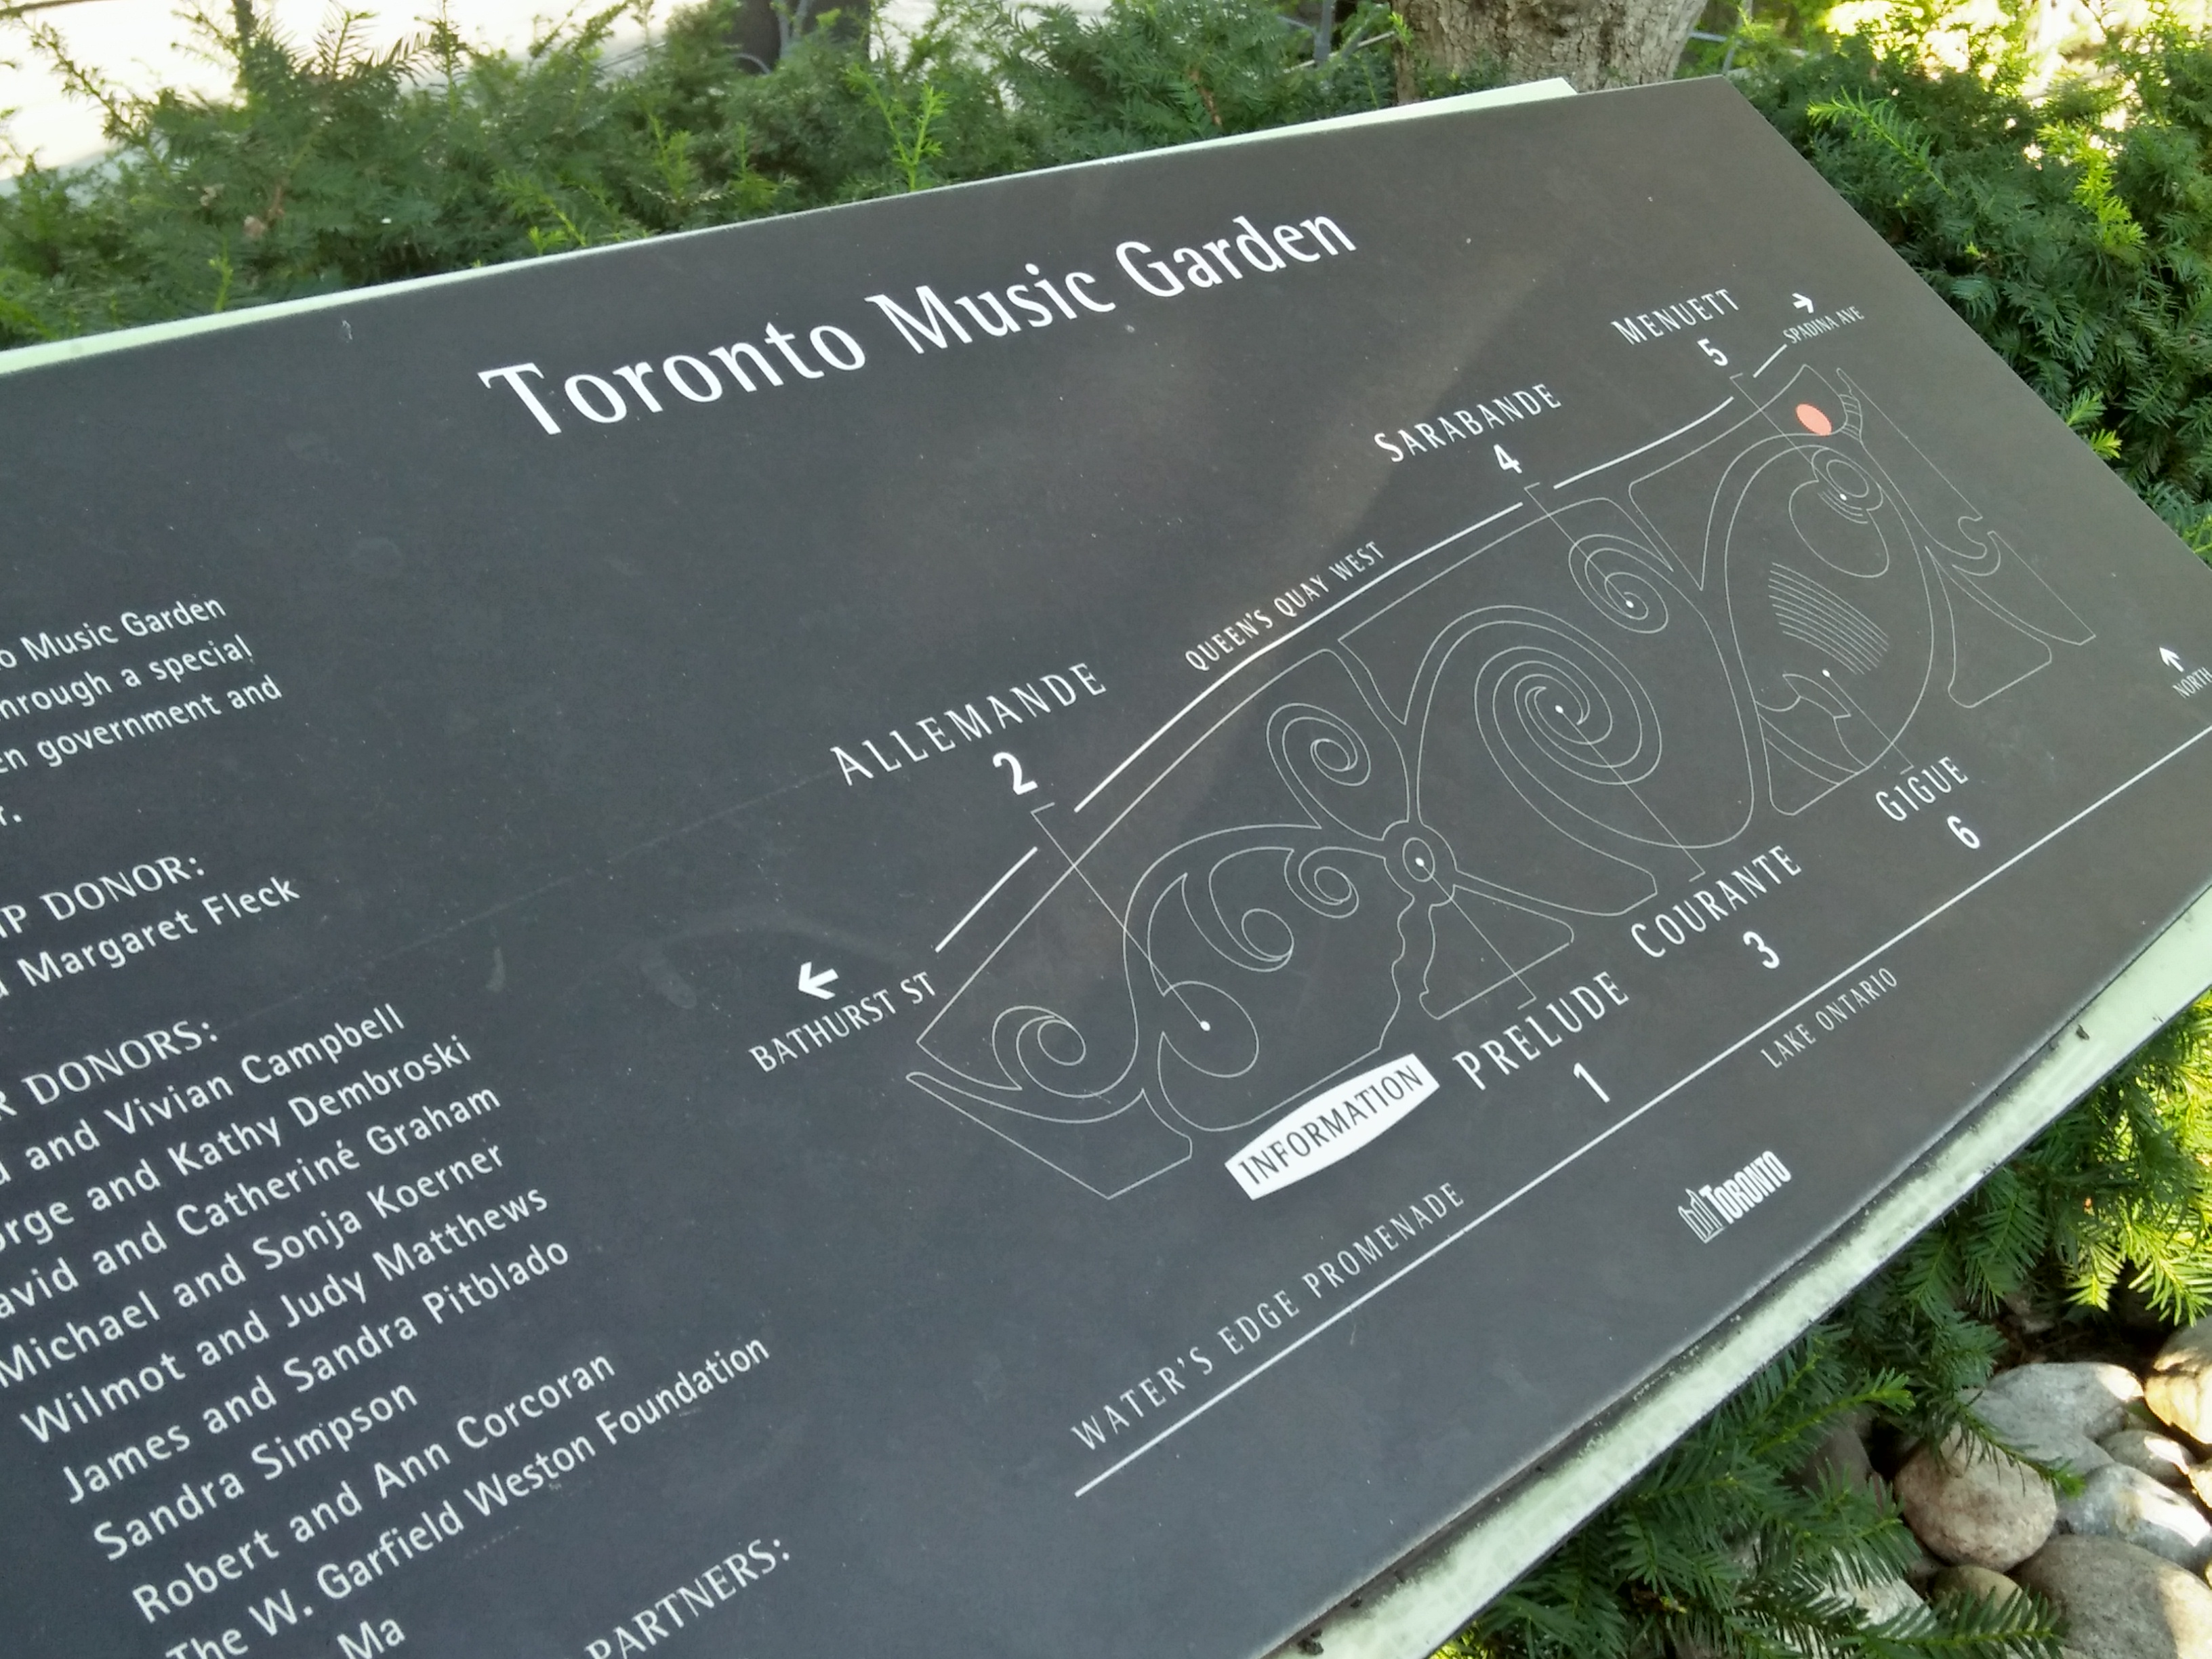 Toronto Music Garden
o Music Garden
hrough a special
en government and
r.
IP DONOR:
Margaret Fleck
R DONORS:
and Vivian Campbell
orge and Kathy Dembroski
avid and Catheriné Graham
Michael and Sonja Koerner
Wilmot and Judy Matthews
James and Sandra Pitblado
Sandra Simpson
Robert and Ann Corcoran
The W. Garfield Weston Foundation
Ma
PARTNERS:
MENUETT
5
SPADINA AVE
SARABANDE
4
QUEEN'S QUAY WEST
ALLEMANDE
2
BATHURST ST
NORTH
GIGUE
6
COURANTE
3
PRELUDE
1
INFORMATION
LAKE ONTARIO
WATER'S EDGE PROMENADE
TORONTO